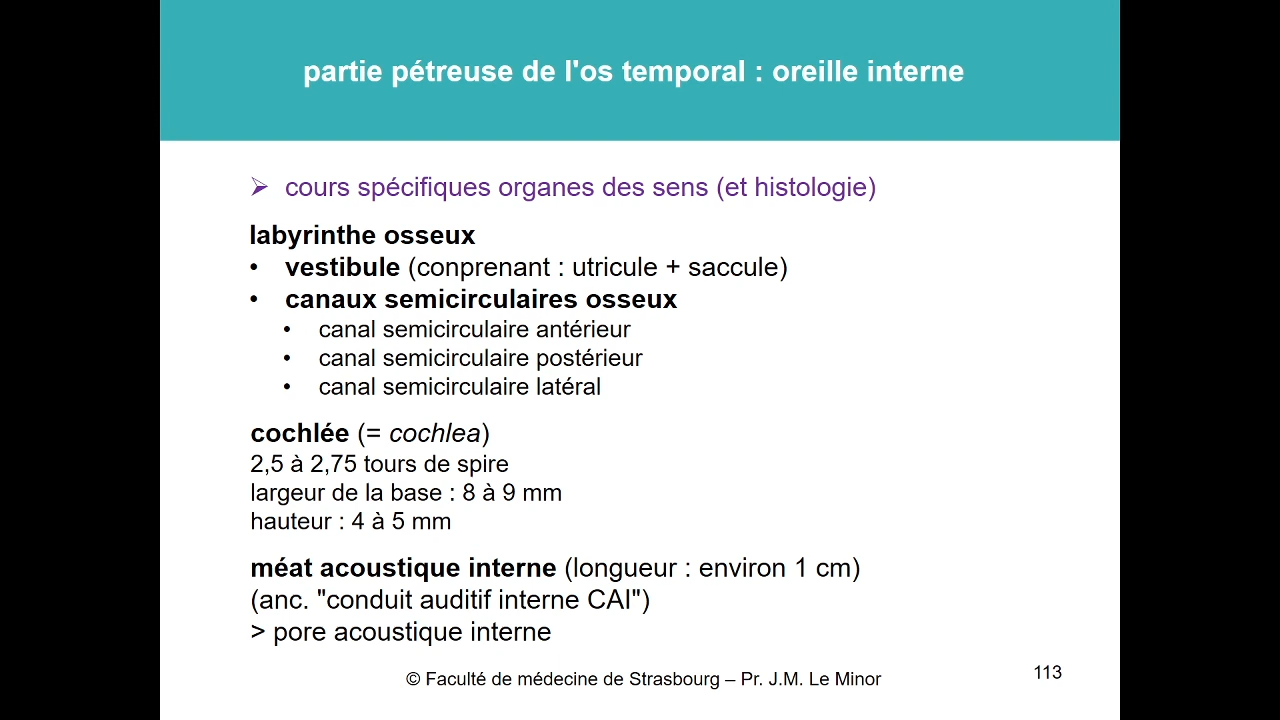 partie pétreuse de l'os temporal : oreille interne
➢ cours spécifiques organes des sens (et histologie)
labyrinthe osseux
• vestibule (conprenant : utricule + saccule)
• canaux semicirculaires osseux
• canal semicirculaire antérieur
• canal semicirculaire postérieur
• canal semicirculaire latéral
cochlée (= cochlea)
2,5 à 2,75 tours de spire
largeur de la base : 8 à 9 mm
hauteur : 4 à 5 mm
méat acoustique interne (longueur : environ 1 cm)
(anc. "conduit auditif interne CAI")
> pore acoustique interne
© Faculté de médecine de Strasbourg – Pr. J.M. Le Minor
113